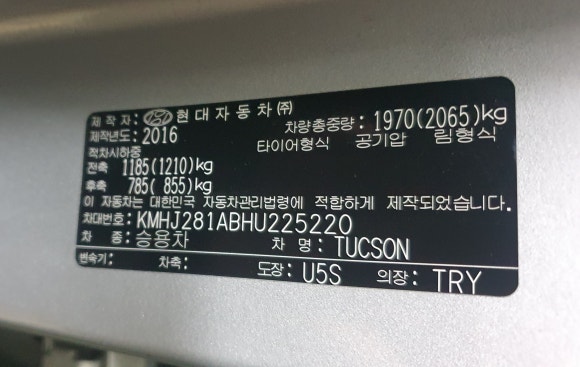 제 작 자: 현 대 자 동 차 ㈜
제작년도: 2016 차량총중량: 1970(2065)kg
적차시하중 타이어형식 공기압 림형식
전축 1185(1210)kg
후축 785( 855)kg
이 자동차는 대한민국 자동차관리법령에 적합하게 제작되었습니다.
차대번호: KMHJ281ABHU225220
차 종: 승용차 차 명: TUCSON
변속기: 차축: 도장: U5S 의장: TRY